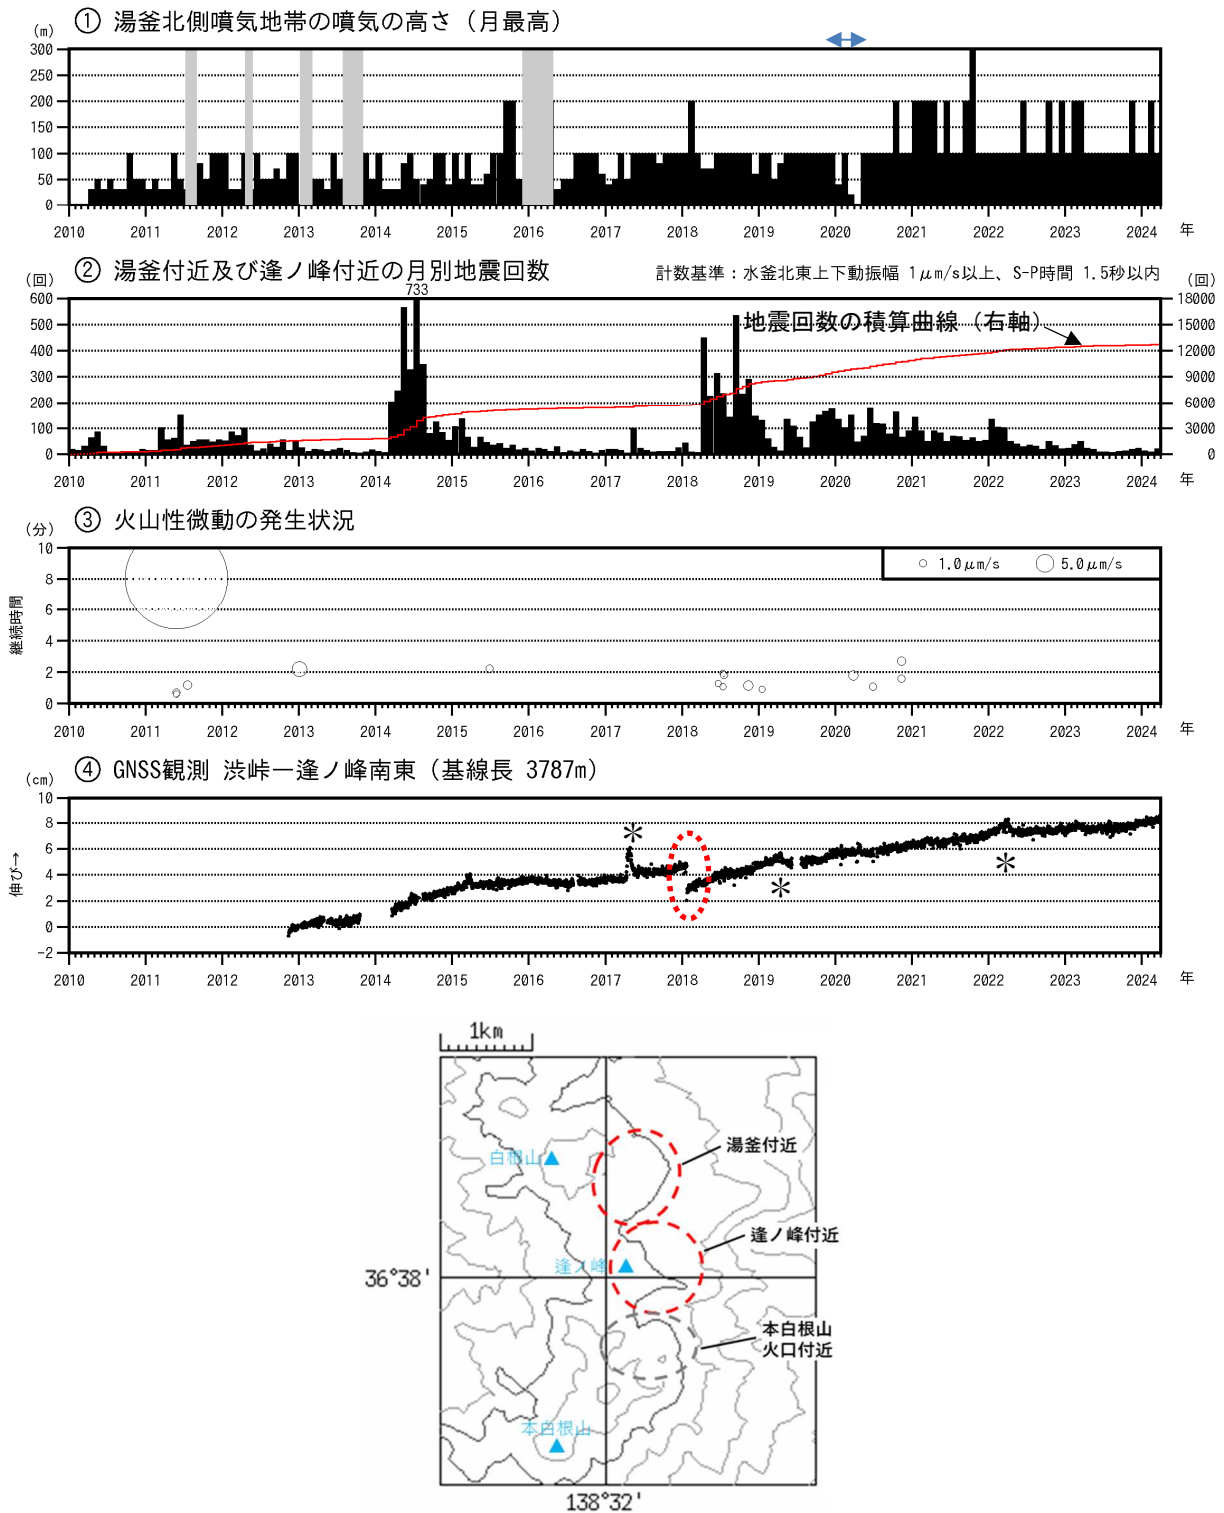 ① 湯釜北側噴気地帯の噴気の高さ（月最高）
(m)
300
250
200
150
100
50
0
2010 2011 2012 2013 2014 2015 2016 2017 2018 2019 2020 2021 2022 2023 2024 年
② 湯釜付近及び逢ノ峰付近の月別地震回数
計数基準：水釜北東上下動振幅 1μm/s以上、S-P時間 1.5秒以内
(回)
(回)
733
600
500
400
300
200
100
0
地震回数の積算曲線（右軸）
18000
15000
12000
9000
6000
3000
0
2010 2011 2012 2013 2014 2015 2016 2017 2018 2019 2020 2021 2022 2023 2024 年
③ 火山性微動の発生状況
(分)
継続時間
10
8
6
4
2
0
1.0μm/s 5.0μm/s
2010 2011 2012 2013 2014 2015 2016 2017 2018 2019 2020 2021 2022 2023 2024 年
④ GNSS観測 渋峠－逢ノ峰南東（基線長 3787m）
(cm)
伸び→
10
8
6
4
2
0
-2
＊
＊
＊
2010 2011 2012 2013 2014 2015 2016 2017 2018 2019 2020 2021 2022 2023 2024 年
1km
湯釜付近
白根山
逢ノ峰付近
逢ノ峰
36°38'
本白根山
火口付近
本白根山
138°32'